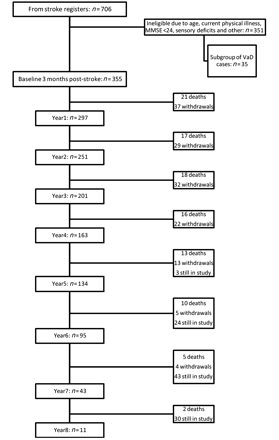 From stroke registers: n=706
Ineligible due to age, current physical illness,
MMSE<24, sensory deficits and other: n=351
Subgroup of VaD
cases: n=35
Baseline 3 months post-stroke: n=355
21 deaths
37 withdrawals
Year1: n=297
17 deaths
29 withdrawals
Year2: n=251
18 deaths
32 withdrawals
Year3: n=201
16 deaths
22 withdrawals
Year4: n=163
13 deaths
13 withdrawals
3 still in study
Year5: n=134
10 deaths
5 withdrawals
24 still in study
Year6: n=95
5 deaths
4 withdrawals
43 still in study
Year7: n=43
2 deaths
30 still in study
Year8: n=11